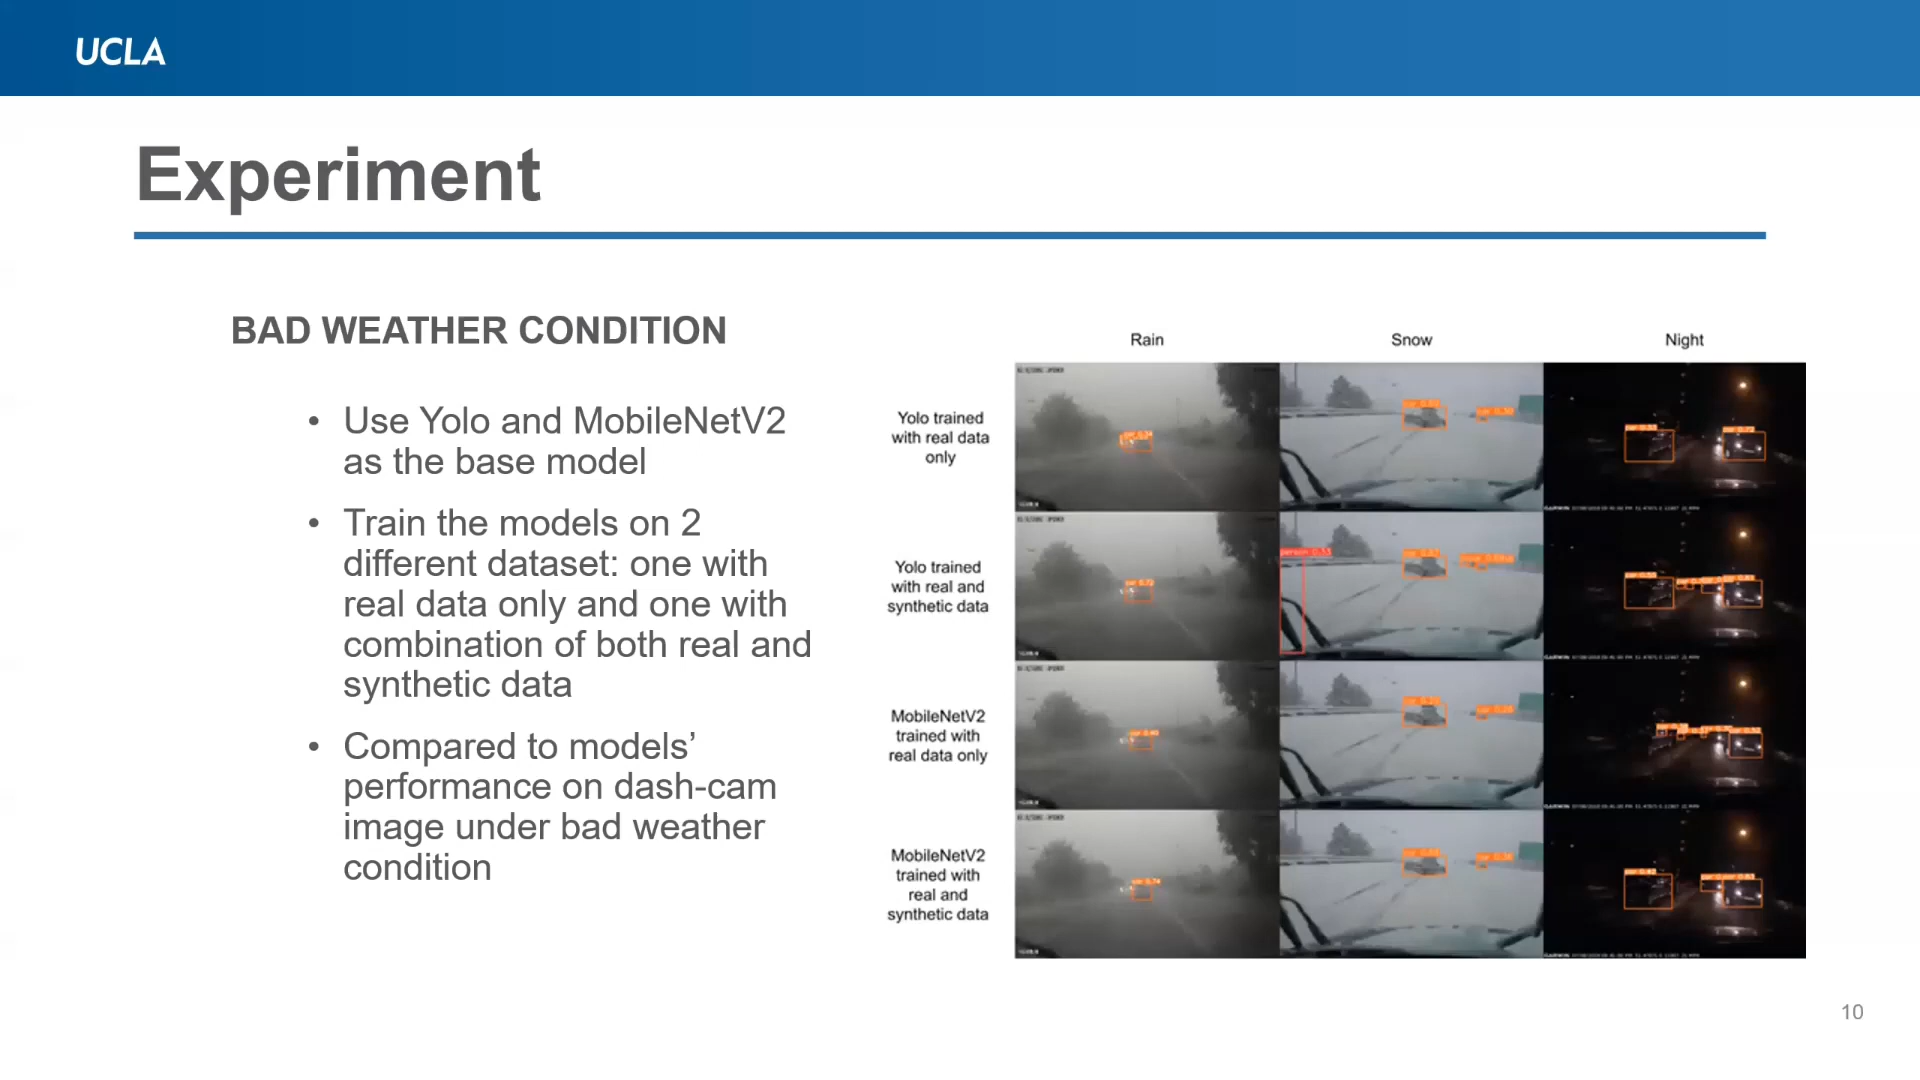 UCLA
Experiment
BAD WEATHER CONDITION
• Use Yolo and MobileNetV2
as the base model
• Train the models on 2
different dataset: one with
real data only and one with
combination of both real and
synthetic data
• Compared to models’
performance on dash-cam
image under bad weather
condition
Rain Snow Night
Yolo trained
with real data
only
Yolo trained
with real and
synthetic data
MobileNetV2
trained with
real data only
MobileNetV2
trained with
real and
synthetic data
person 0.53
10